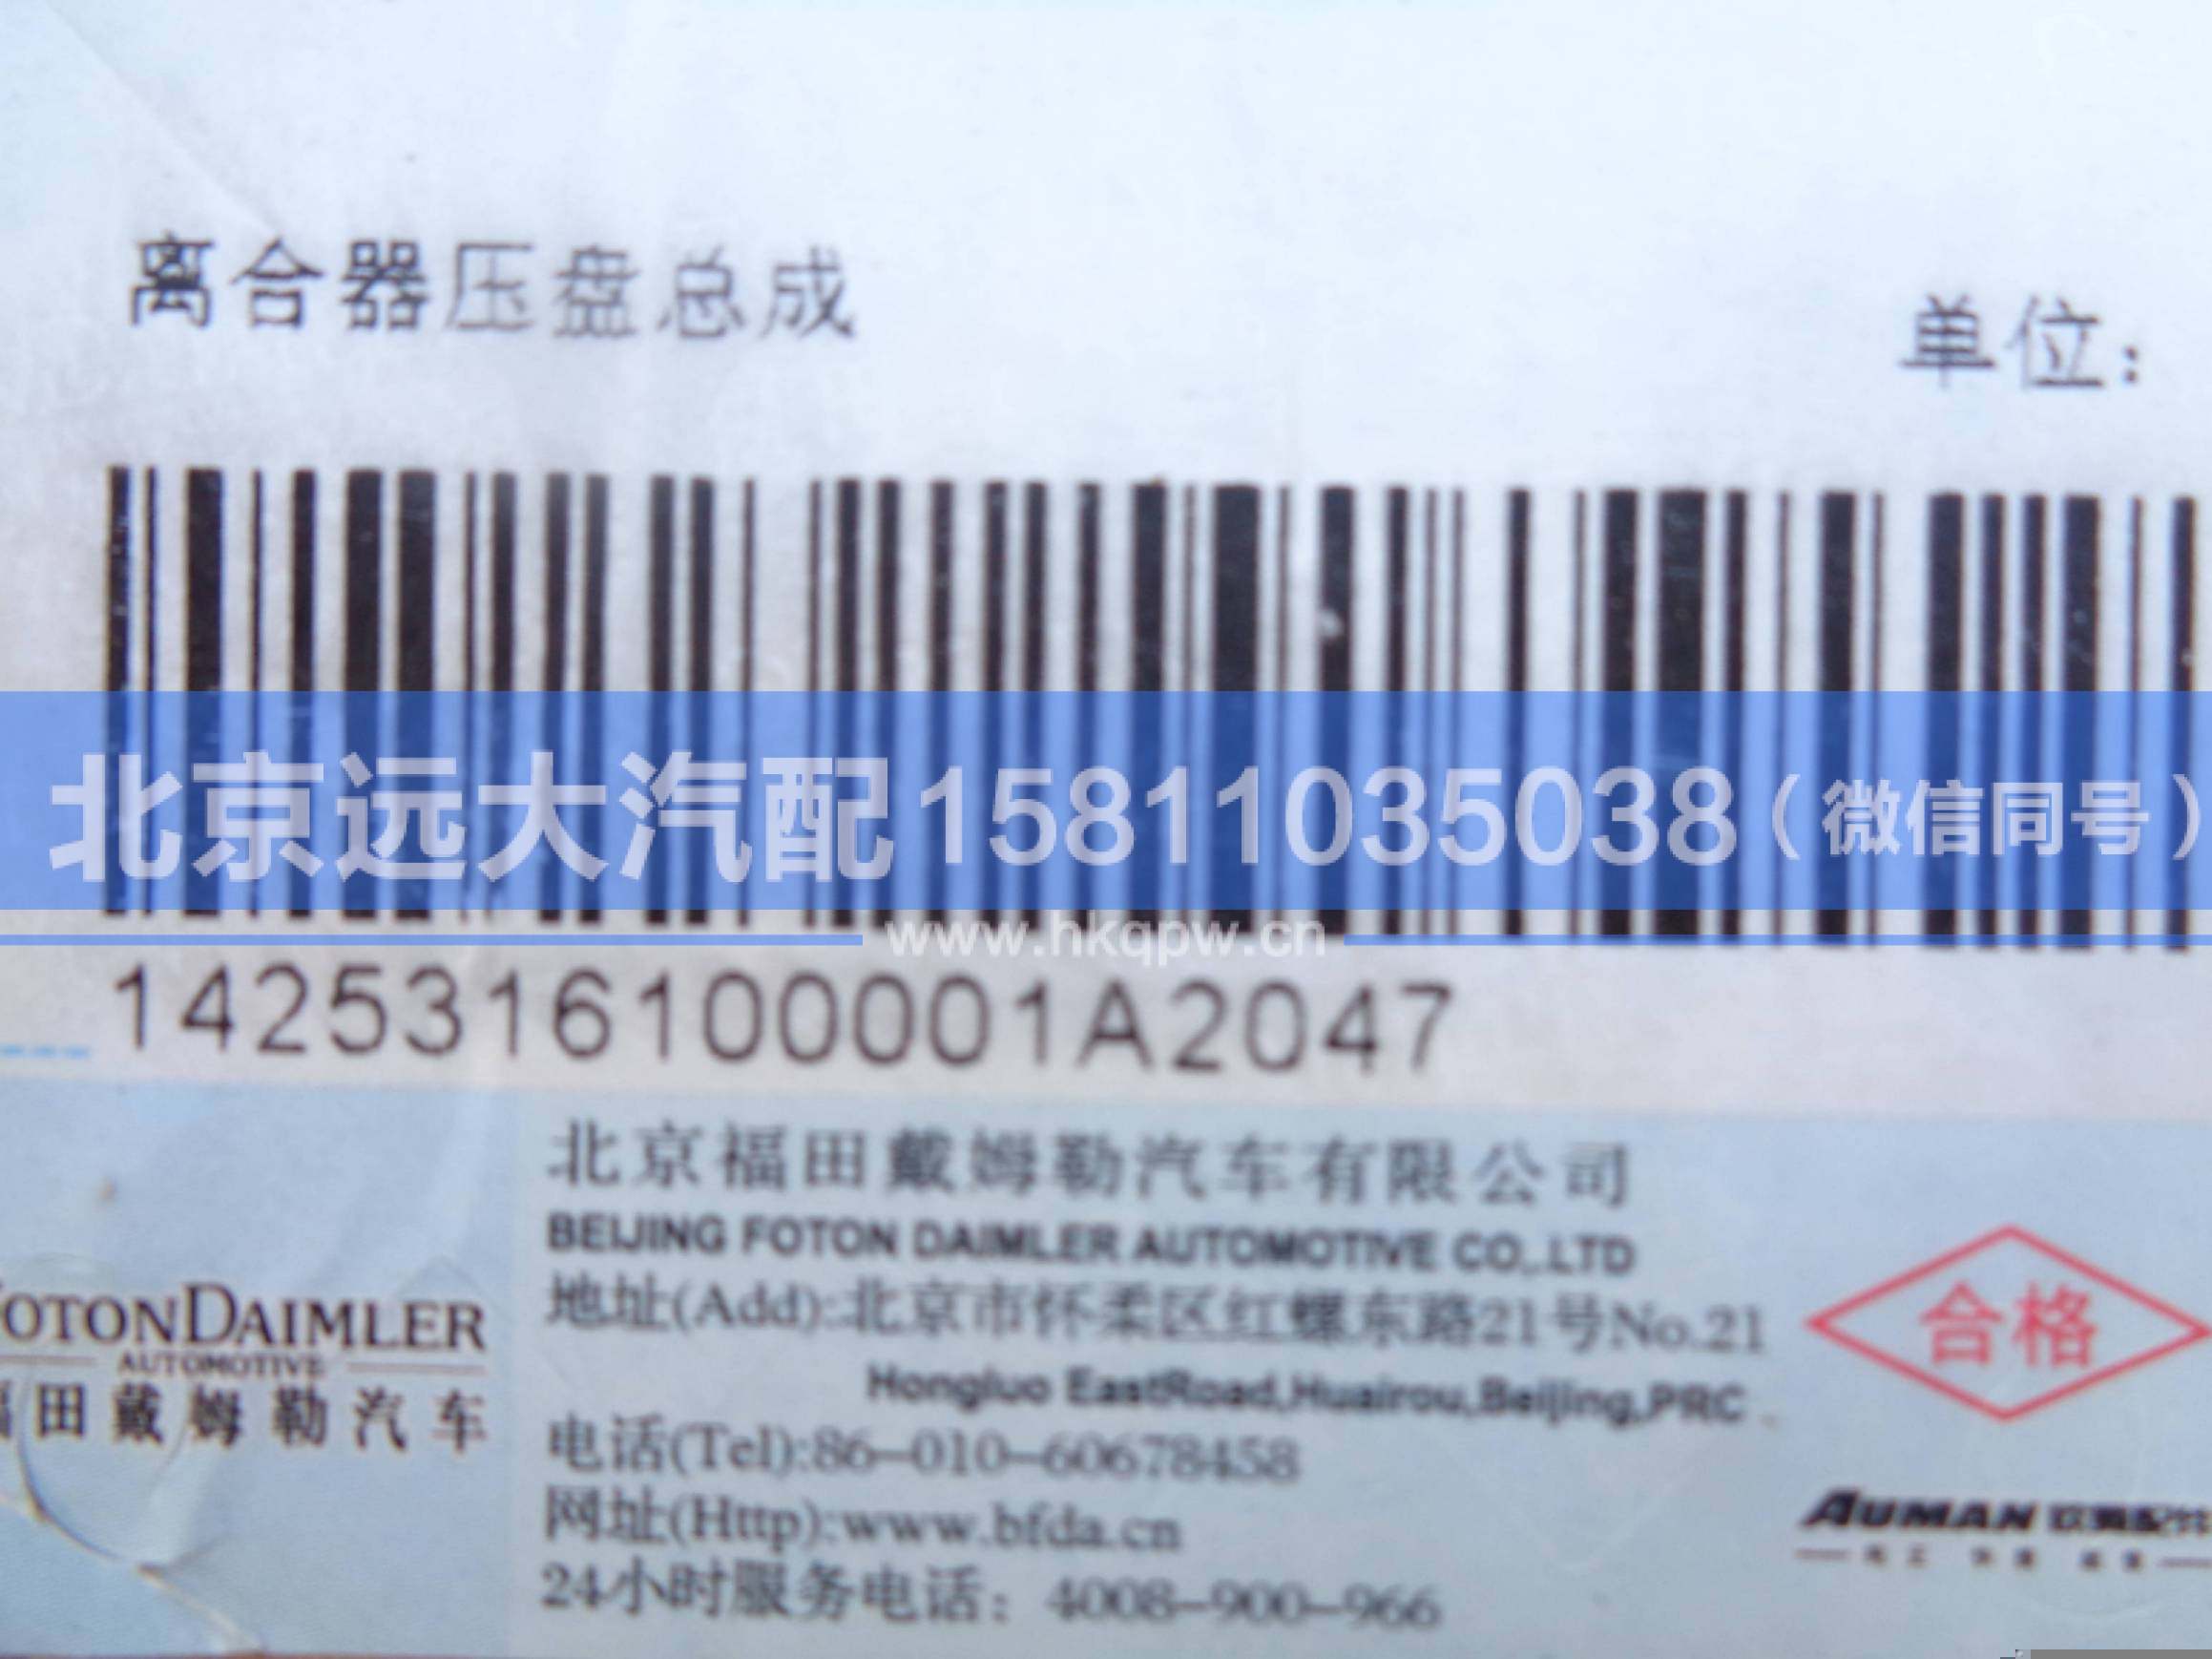 离合器压盘总成
单位:
北京远大汽配15811035038(微信同号)
www.hkqpw.cn
1425316100001A2047
北京福田戴姆勒汽车有限公司
BEIJING FOTON DAIMLER AUTOMOTIVE CO,.LTD
地址(Add):北京市怀柔区红螺东路21号No.21
Hongluo EastRoad,Huairou,Beijing,PRC
电话(Tel):86-010-60678458
网址(Http):www.bfda.cn
24小时服务电话: 4008-900-966
FOTONDAIMLER
AUTOMOTIVE
福田戴姆勒汽车
合格
AUMAN 欧曼配件